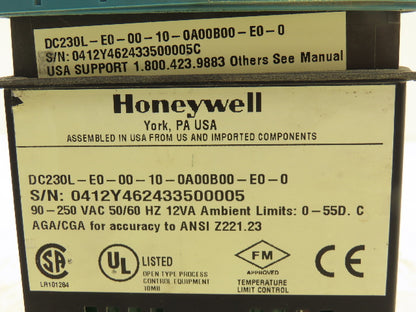 DC230L-E0-00-10-0A00B00-E0-0
S/N: 0412Y462433500005C
USA SUPPORT 1.800.423.9883 Others See Manual
Honeywell
York, PA USA
ASSEMBLED IN USA FROM US AND IMPORTED COMPONENTS
DC230L-E0-00-10-0A00B00-E0-0
S/N: 0412Y462433500005
90-250 VAC 50/60 HZ 12VA Ambient Limits: 0-55D. C
AGA/CGA for accuracy to ANSI Z221.23
SA
LR101284
UL
LISTED
OPEN TYPE PROCESS
CONTROL EQUIPMENT
18M8
FM
APPROVED
TEMPERATURE
LIMIT CONTROL
CE